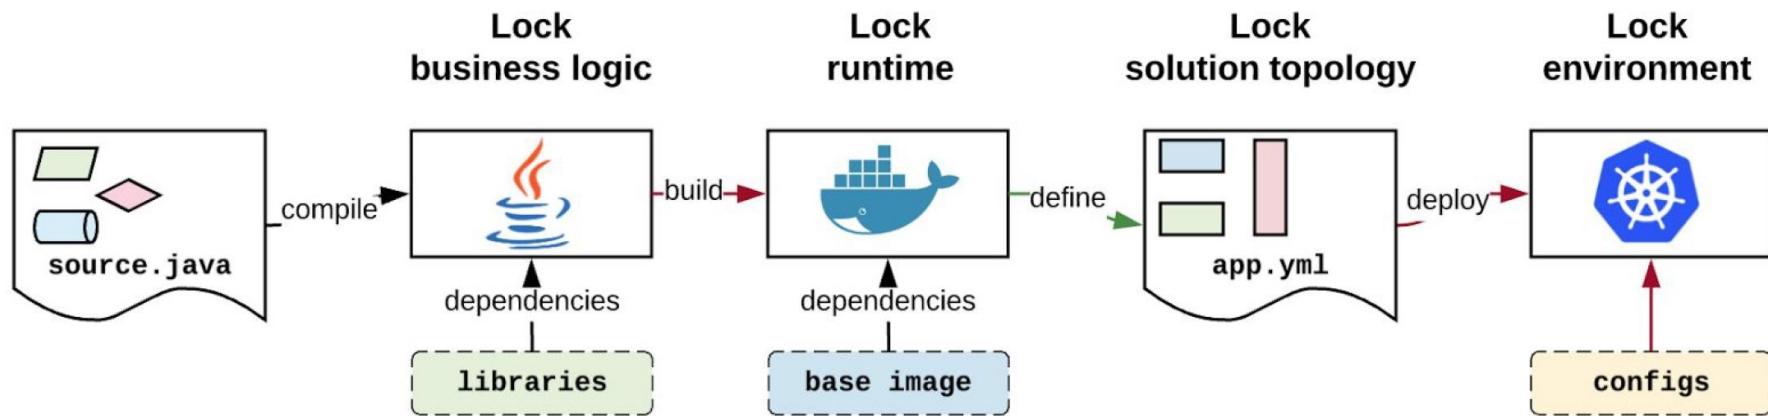 Lock
business logic
Lock
runtime
Lock
solution topology
Lock
environment
source.java
compile
build
define
app.yml
deploy
dependencies
dependencies
libraries
base image
configs